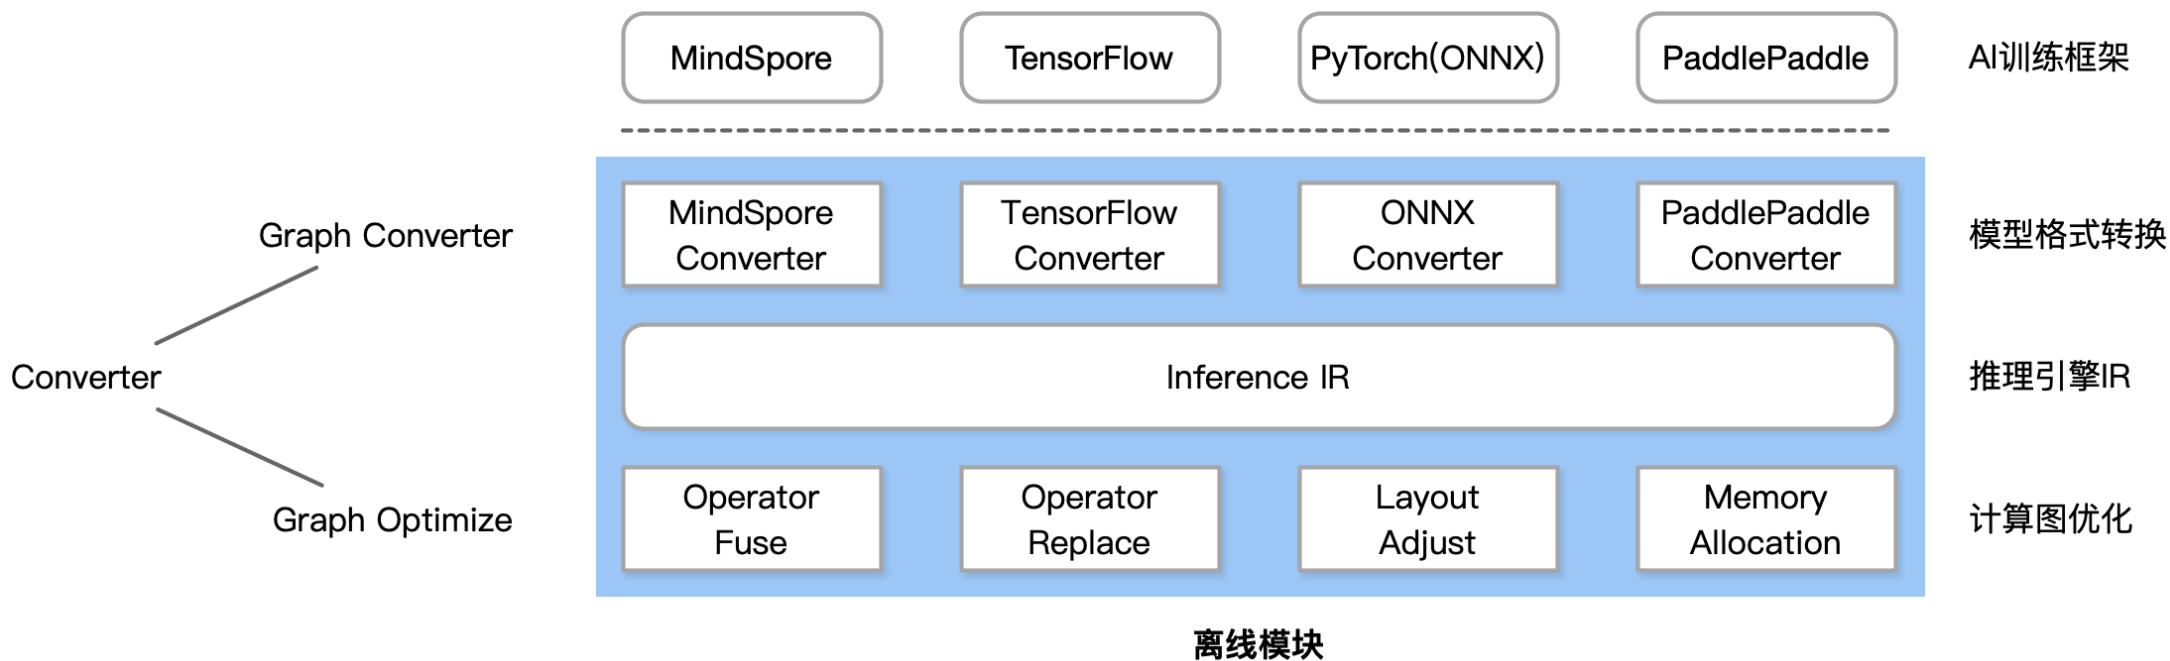 MindSpore
TensorFlow
PyTorch(ONNX)
PaddlePaddle
AI训练框架
Graph Converter
MindSpore
Converter
TensorFlow
Converter
ONNX
Converter
PaddlePaddle
Converter
模型格式转换
Converter
Inference IR
推理引擎IR
Graph Optimize
Operator
Fuse
Operator
Replace
Layout
Adjust
Memory
Allocation
计算图优化
离线模块